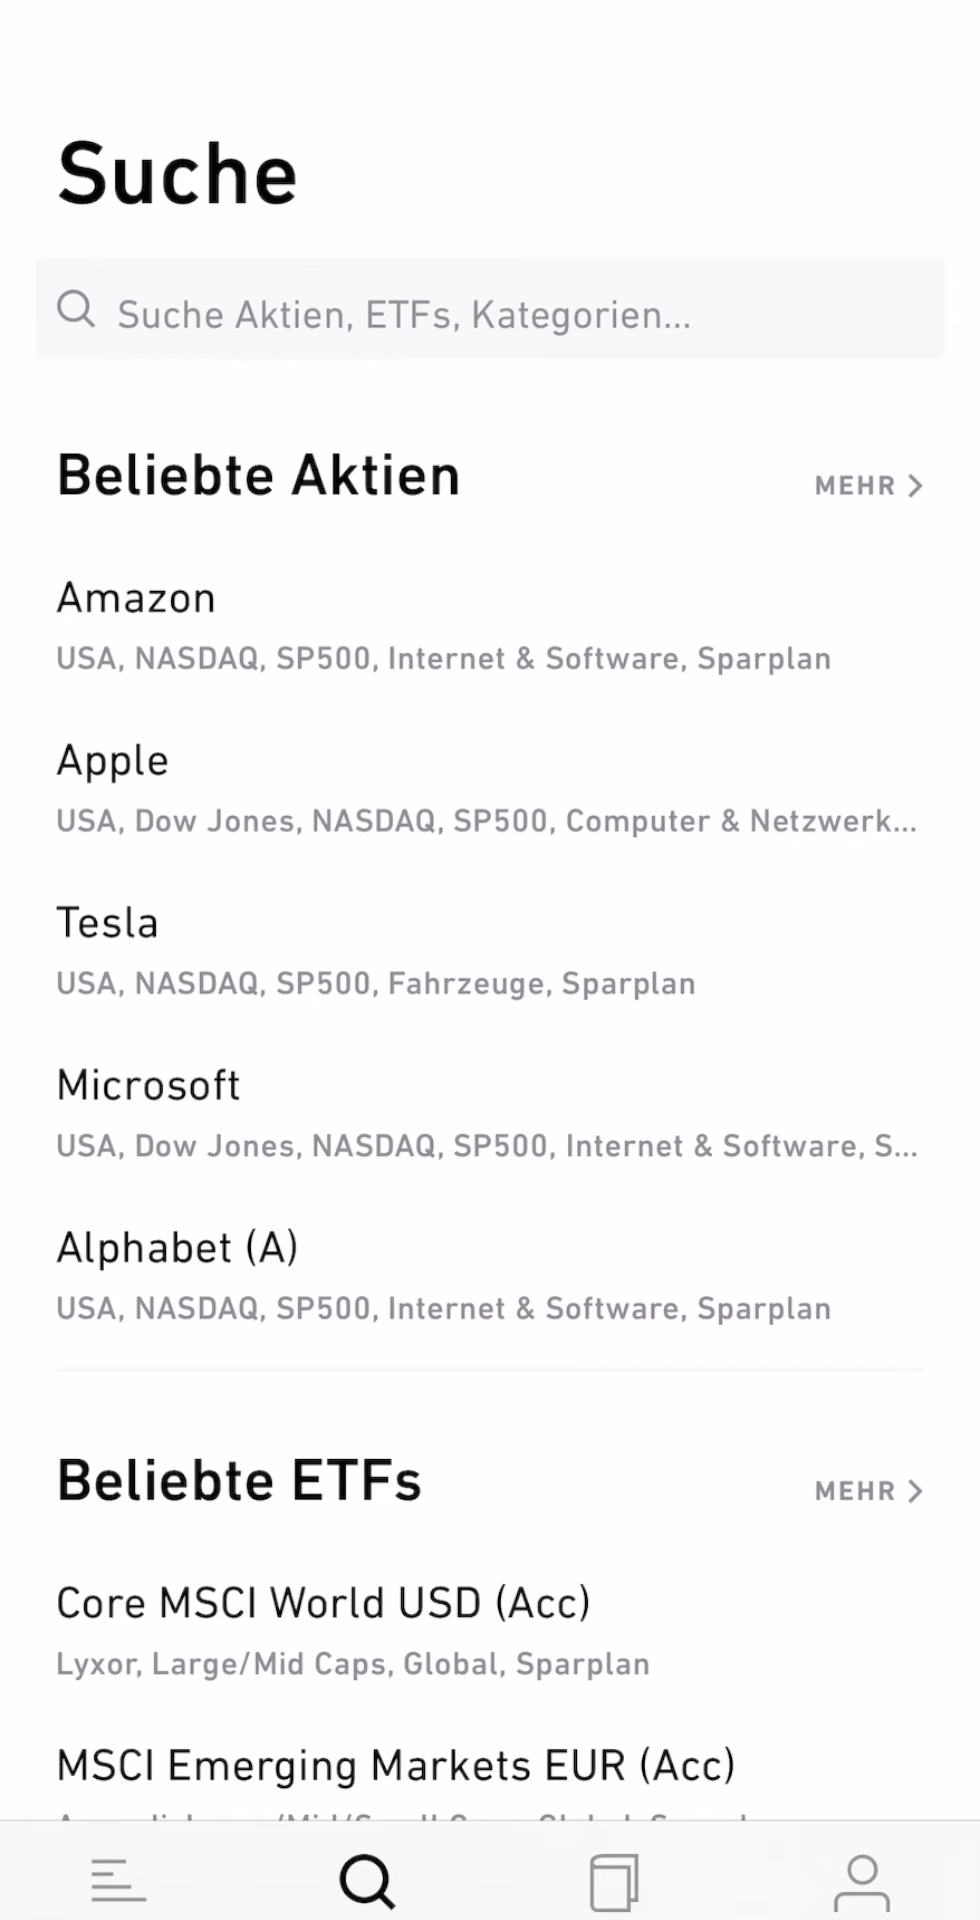 Suche
Suche Aktien, ETFs, Kategorien...
Beliebte Aktien
MEHR
Amazon
USA, NASDAQ, SP500, Internet & Software, Sparplan
Apple
USA, Dow Jones, NASDAQ, SP500, Computer & Netzwerk...
Tesla
USA, NASDAQ, SP500, Fahrzeuge, Sparplan
Microsoft
USA, Dow Jones, NASDAQ, SP500, Internet & Software, S...
Alphabet (A)
USA, NASDAQ, SP500, Internet & Software, Sparplan
Beliebte ETFs
MEHR
Core MSCI World USD (Acc)
Lyxor, Large/Mid Caps, Global, Sparplan
MSCI Emerging Markets EUR (Acc)